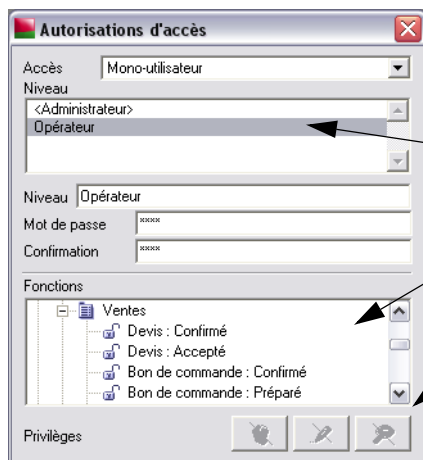 Autorisations d'accès
Accès Mono-utilisateur
Niveau
<Administrateur>
Opérateur
Niveau Opérateur
Mot de passe ****
Confirmation ****
Fonctions
Ventes
Devis : Confirmé
Devis : Accepté
Bon de commande : Confirmé
Bon de commande : Préparé
Privilèges